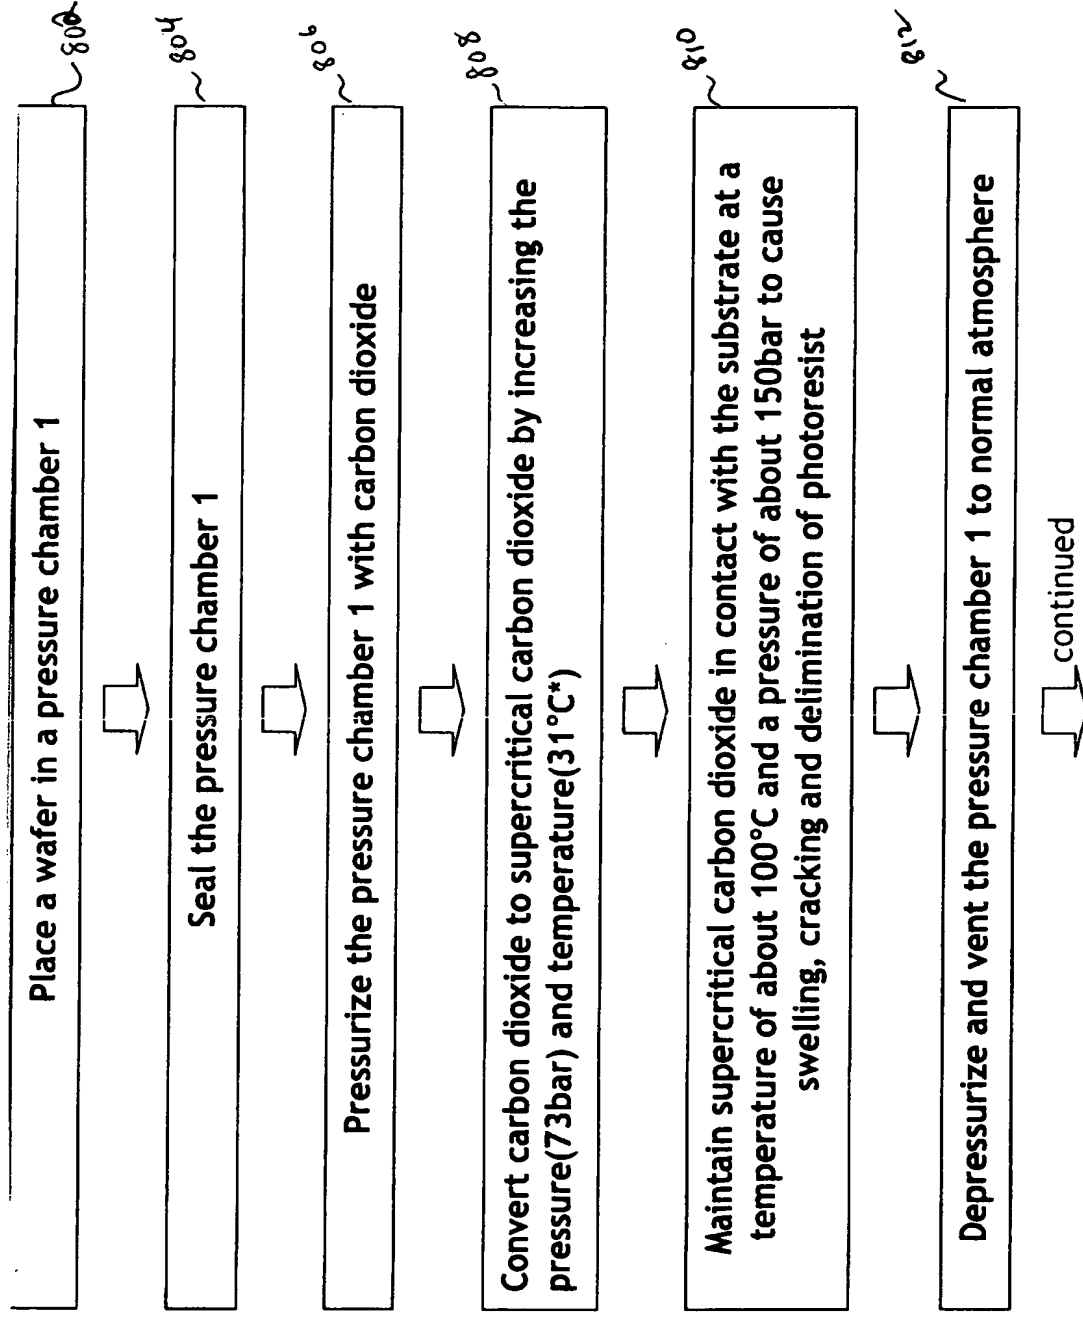 Place a wafer in a pressure chamber 1
802
Seal the pressure chamber 1
804
Pressurize the pressure chamber 1 with carbon dioxide
806
Convert carbon dioxide to supercritical carbon dioxide by increasing the
pressure(73bar) and temperature(31°C*)
808
Maintain supercritical carbon dioxide in contact with the substrate at a
temperature of about 100°C and a pressure of about 150bar to cause
swelling, cracking and delimination of photoresist
810
Depressurize and vent the pressure chamber 1 to normal atmosphere
812
continued